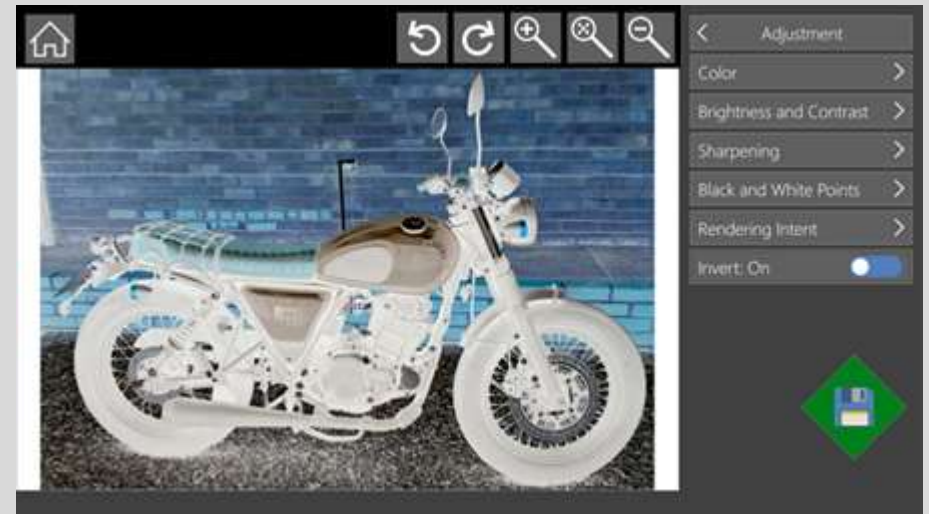 Adjustment
Color
Brightness and Contrast
Sharpening
Black and White Points
Rendering Intent
Invert: On